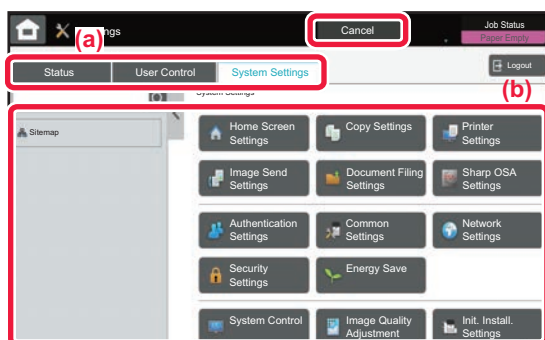 ngs
(a)
Cancel
Job Status
Paper Empty
Status
User Control
System Settings
Logout
(b)
System Settings
Sitemap
Home Screen
Settings
Copy Settings
Printer
Settings
Image Send
Settings
Document Filing
Settings
Sharp OSA
Settings
Authentication
Settings
Common
Settings
Network
Settings
Security
Settings
Energy Save
System Control
Image Quality
Adjustment
Init. Install.
Settings